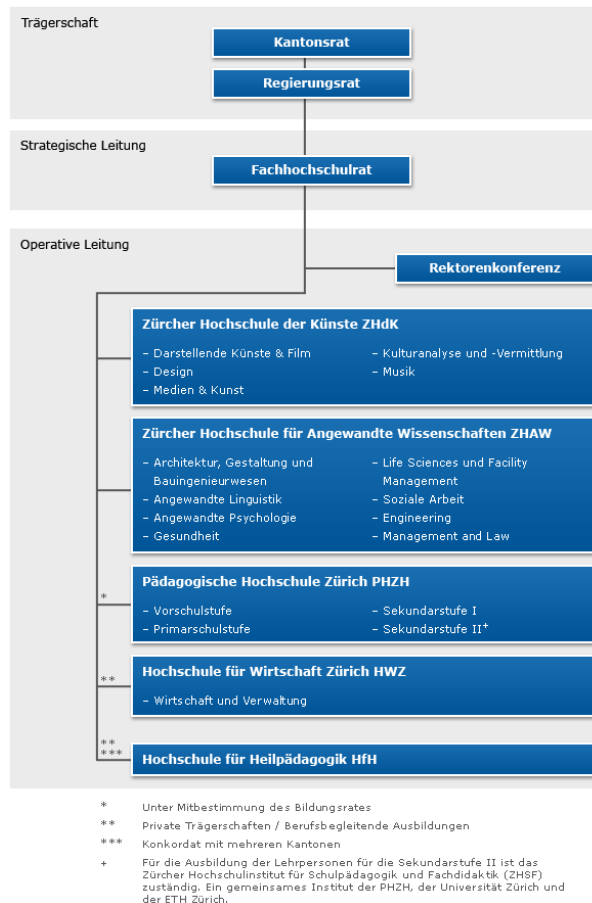 Trägerschaft
Kantonsrat
Regierungsrat
Strategische Leitung
Fachhochschulrat
Operative Leitung
Rektorenkonferenz
Zürcher Hochschule der Künste ZHdK
– Darstellende Künste & Film
– Design
– Medien & Kunst
– Kulturanalyse und -Vermittlung
– Musik
Zürcher Hochschule für Angewandte Wissenschaften ZHAW
– Architektur, Gestaltung und
Bauingenieurwesen
– Angewandte Linguistik
– Angewandte Psychologie
– Gesundheit
– Life Sciences und Facility
Management
– Soziale Arbeit
– Engineering
– Management and Law
*
Pädagogische Hochschule Zürich PHZH
– Vorschulstufe
– Primarschulstufe
– Sekundarstufe I
– Sekundarstufe II+
**
Hochschule für Wirtschaft Zürich HWZ
– Wirtschaft und Verwaltung
**
***
Hochschule für Heilpädagogik HfH
* Unter Mitbestimmung des Bildungsrates
** Private Trägerschaften / Berufsbegleitende Ausbildungen
*** Konkordat mit mehreren Kantonen
+ Für die Ausbildung der Lehrpersonen für die Sekundarstufe II ist das
Zürcher Hochschulinstitut für Schulpädagogik und Fachdidaktik (ZHSF)
zuständig. Ein gemeinsames Institut der PHZH, der Universität Zürich und
der ETH Zürich.